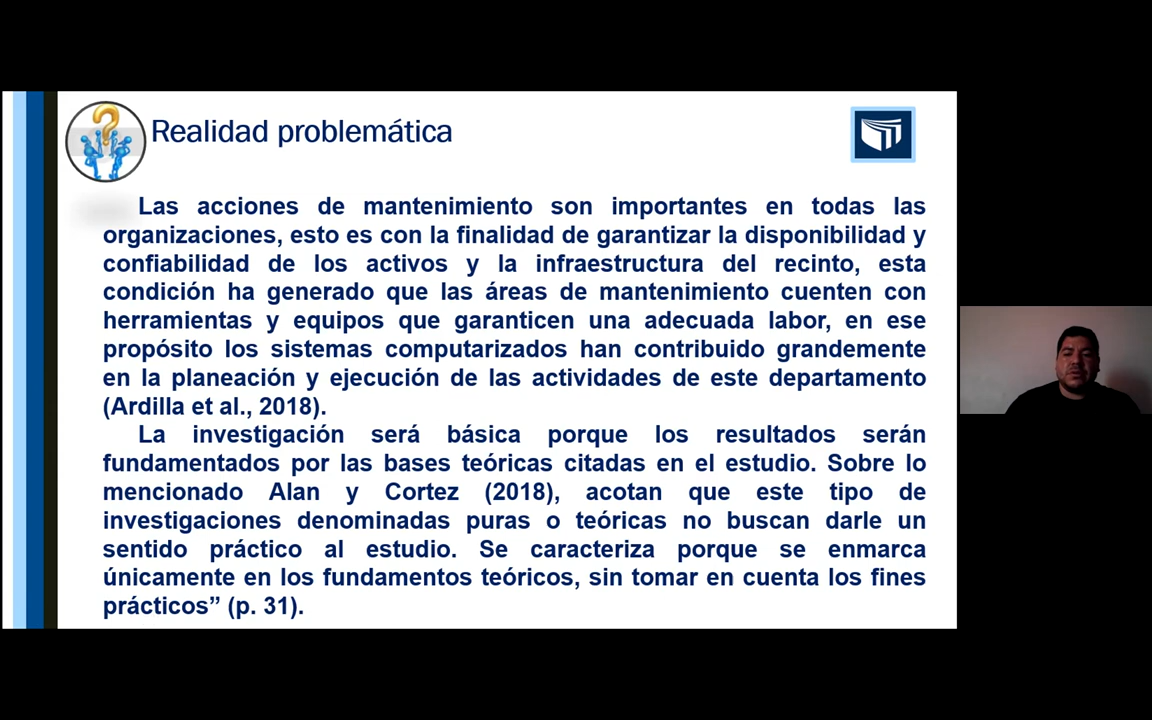 Realidad problemática
Las acciones de mantenimiento son importantes en todas las
organizaciones, esto es con la finalidad de garantizar la disponibilidad y
confiabilidad de los activos y la infraestructura del recinto, esta
condición ha generado que las áreas de mantenimiento cuenten con
herramientas y equipos que garanticen una adecuada labor, en ese
propósito los sistemas computarizados han contribuido grandemente
en la planeación y ejecución de las actividades de este departamento
(Ardilla et al., 2018).
La investigación será básica porque los resultados serán
fundamentados por las bases teóricas citadas en el estudio. Sobre lo
mencionado Alan y Cortez (2018), acotan que este tipo de
investigaciones denominadas puras o teóricas no buscan darle un
sentido práctico al estudio. Se caracteriza porque se enmarca
únicamente en los fundamentos teóricos, sin tomar en cuenta los fines
prácticos” (p. 31).